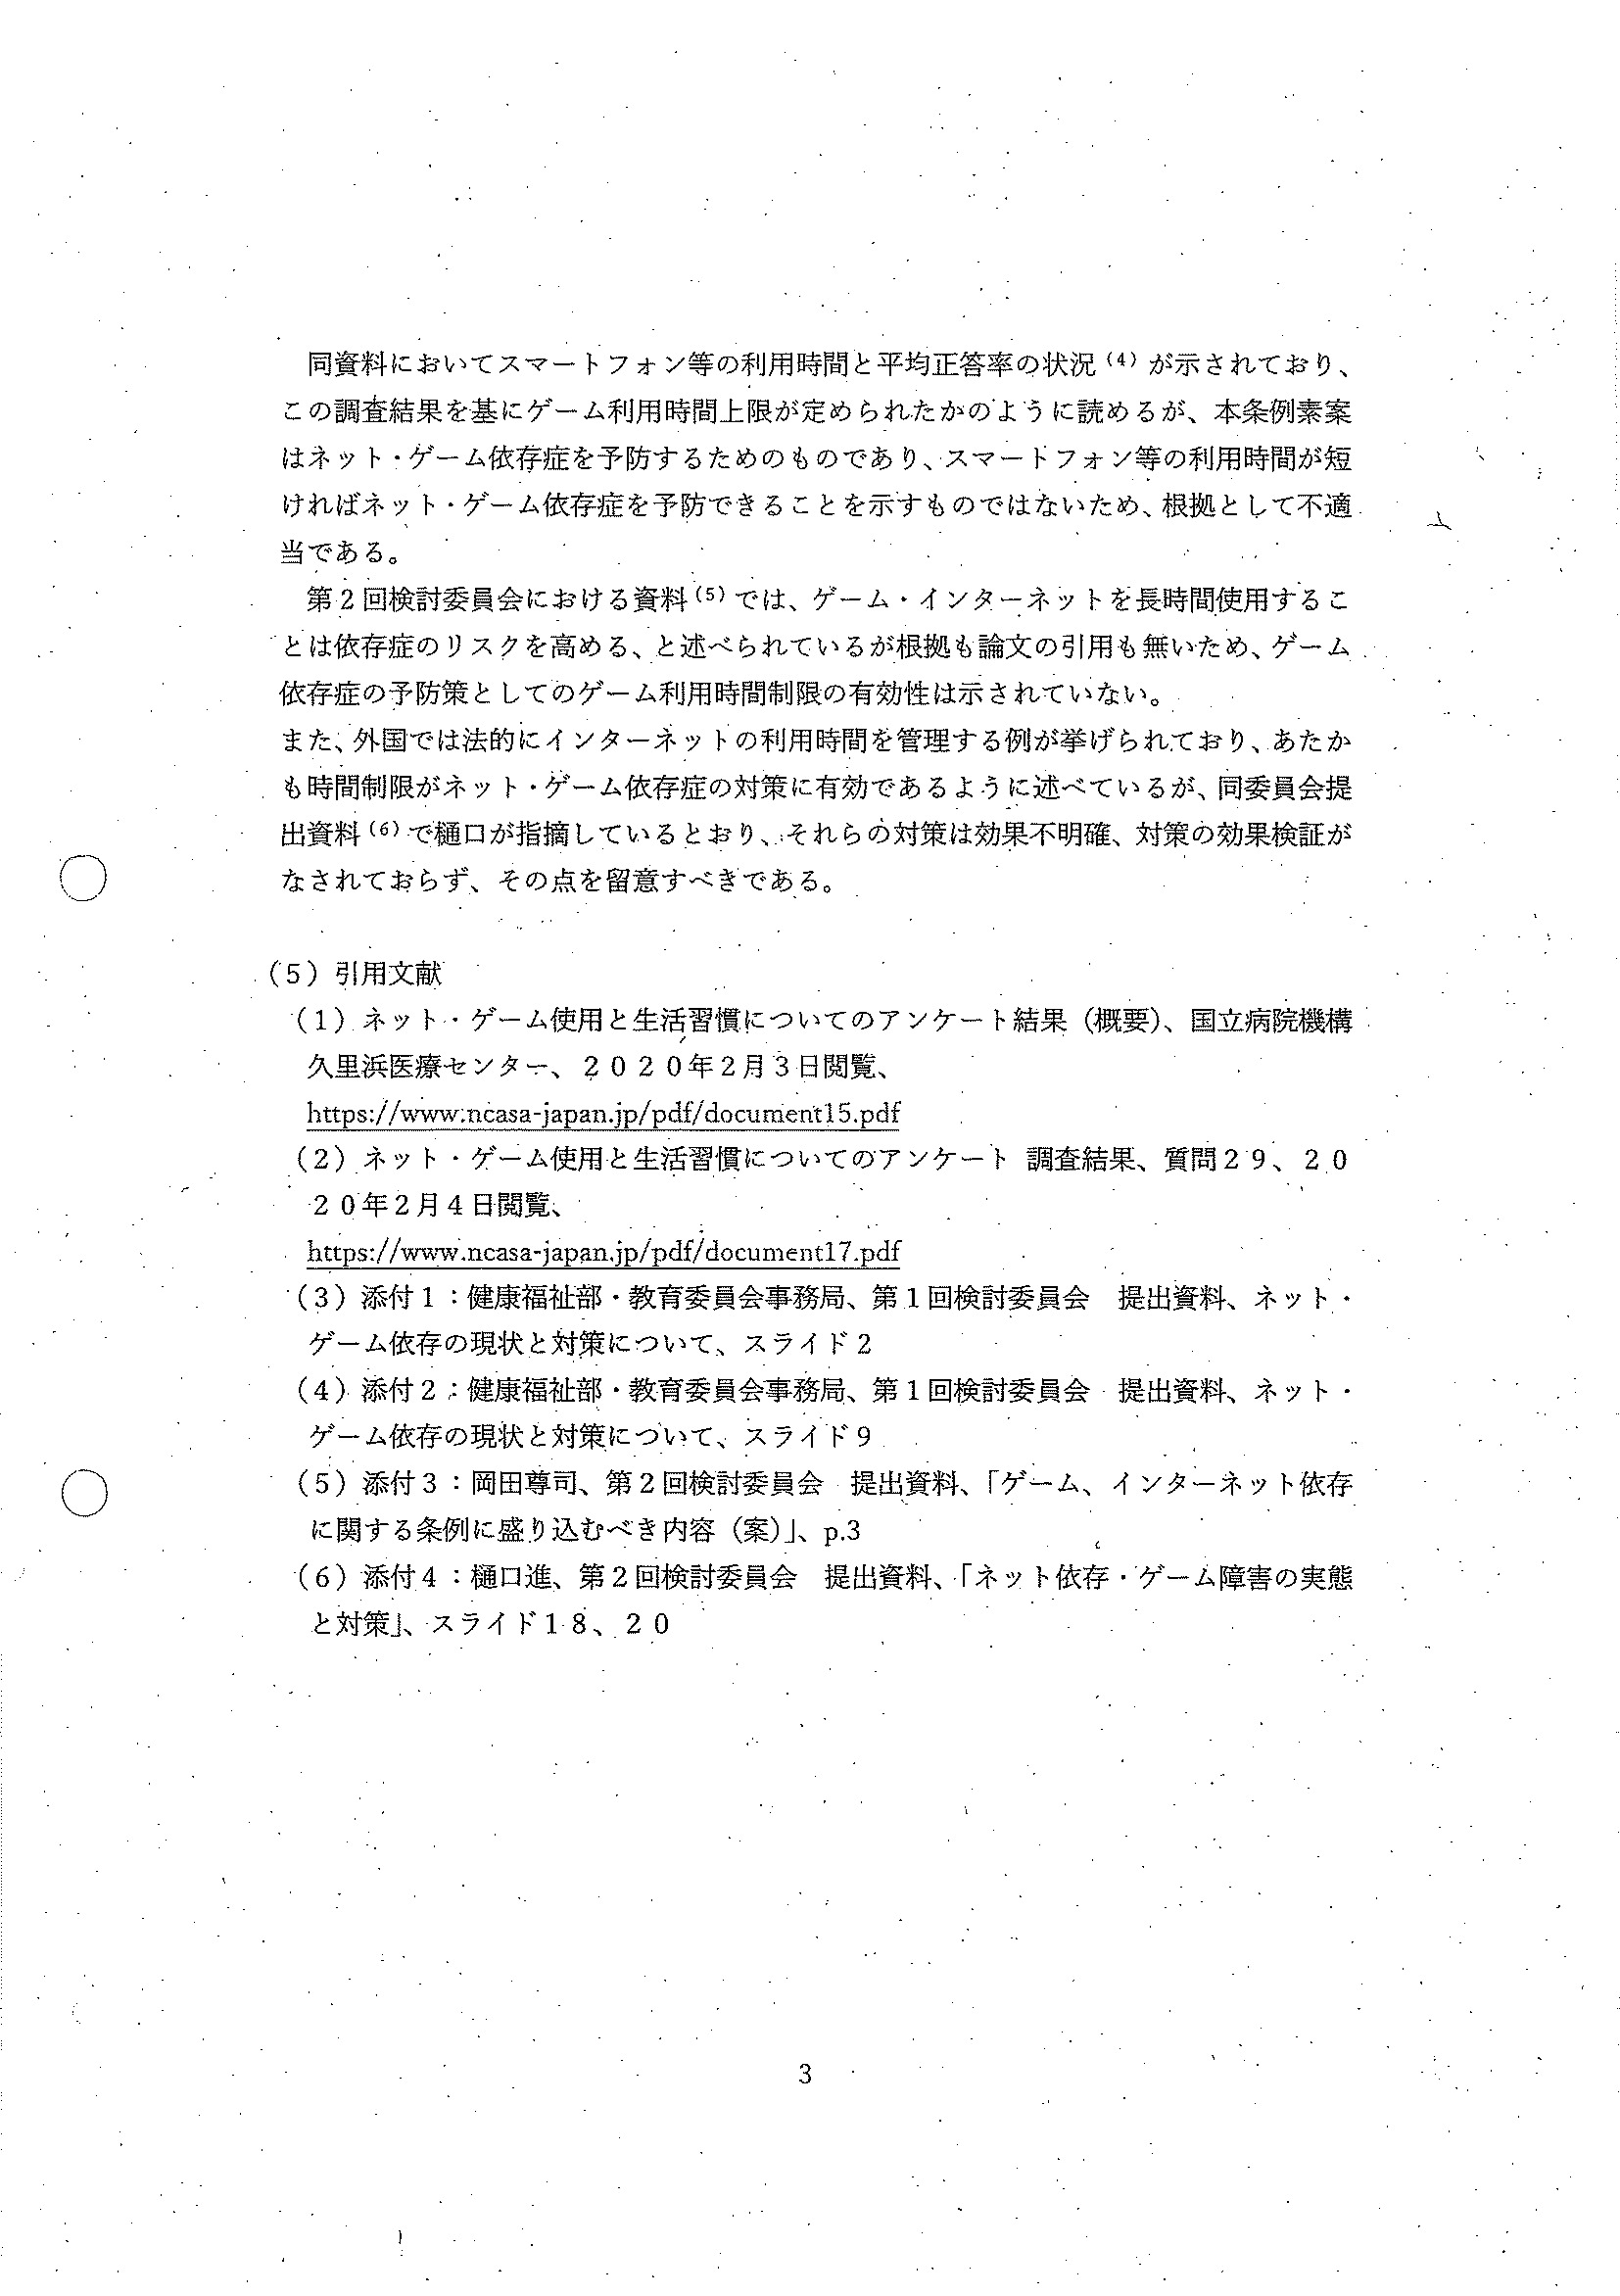 同資料においてスマートフォン等の利用時間と平均正答率の状況（4）が示されており、
この調査結果を基にゲーム利用時間上限が定められたかのように読めるが、本条例素案
はネット・ゲーム依存症を予防するためのものであり、スマートフォン等の利用時間が短
ければネット・ゲーム依存症を予防できることを示すものではないため、根拠として不適
当である。
第２回検討委員会における資料（5）では、ゲーム・インターネットを長時間使用するこ
とは依存症のリスクを高める、と述べられているが根拠も論文の引用も無いため、ゲーム
依存症の予防策としてのゲーム利用時間制限の有効性は示されていない。
また、外国では法的にインターネットの利用時間を管理する例が挙げられており、あたか
も時間制限がネット・ゲーム依存症の対策に有効であるように述べているが、同委員会提
出資料（6）で樋口が指摘しているとおり、それらの対策は効果不明確、対策の効果検証が
なされておらず、その点を留意すべきである。
（5）引用文献
（1）ネット・ゲーム使用と生活習慣についてのアンケート結果（概要）、国立病院機構
久里浜医療センター、２０２０年２月３日閲覧、
https://www.ncasa-japan.jp/pdf/document15.pdf
（2）ネット・ゲーム使用と生活習慣についてのアンケート 調査結果、質問２９、２０
２０年２月４日閲覧、
https://www.ncasa-japan.jp/pdf/document17.pdf
（3）添付１：健康福祉部・教育委員会事務局、第１回検討委員会　提出資料、ネット・
ゲーム依存の現状と対策について、スライド２
（4）添付２：健康福祉部・教育委員会事務局、第１回検討委員会　提出資料、ネット・
ゲーム依存の現状と対策について、スライド９
（5）添付３：岡田尊司、第２回検討委員会　提出資料、「ゲーム、インターネット依存
に関する条例に盛り込むべき内容（案）」、p.3
（6）添付４：樋口進、第２回検討委員会　提出資料、「ネット依存・ゲーム障害の実態
と対策」、スライド１８、２０
3